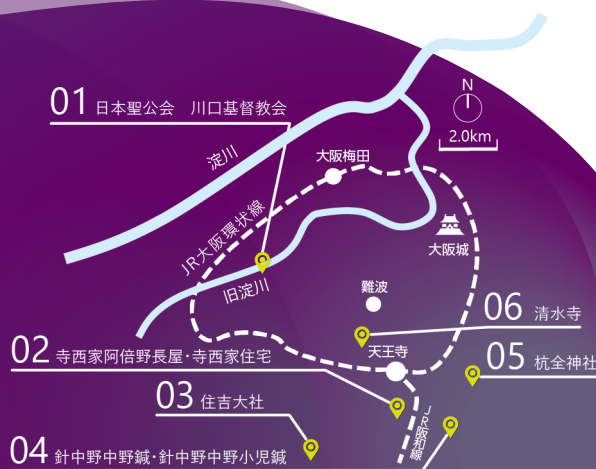 01 日本聖公会 川口基督教会
N
2.0km
淀川
大阪梅田
JR大阪環状線
大阪城
旧淀川
難波
06 清水寺
02 寺西家阿倍野長屋・寺西家住宅
天王寺
05 杭全神社
03 住吉大社
JR阪和線
04 針中野中野鍼・針中野中野小児鍼